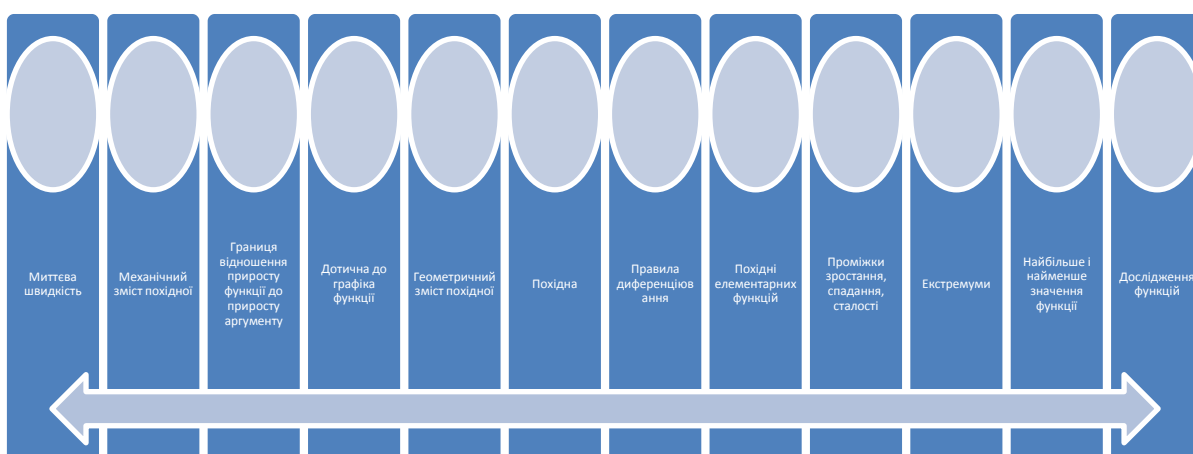 Миттєва
швидкість
Механічний
зміст похідної
Границя
відношення
приросту
функції до
приросту
аргументу
Дотична до
графіка
функції
Геометричний
зміст похідної
Похідна
Правила
диференціюв
ання
Похідні
елементарних
функцій
Проміжки
зростання,
спадання,
сталості
Екстремуми
Найбільше і
найменше
значення
функції
Дослідження
функцій